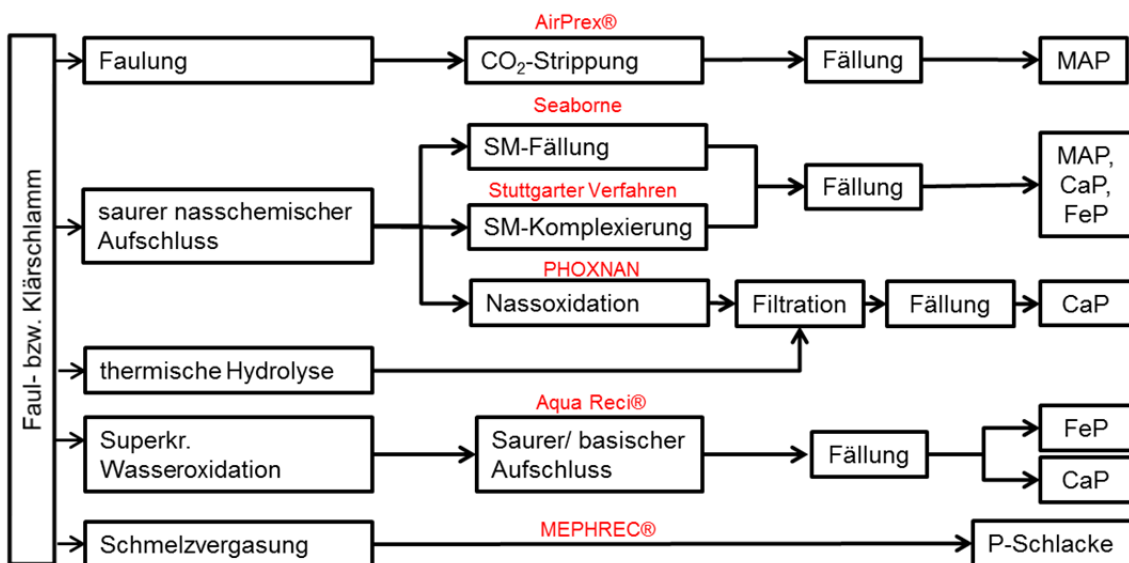 AirPrex®
Faul- bzw. Klärschlamm
Faulung
CO₂-Strippung
Fällung
MAP
Seaborne
SM-Fällung
Stuttgarter Verfahren
saurer nasschemischer
Aufschluss
SM-Komplexierung
Fällung
MAP,
CaP,
FeP
PHOXNAN
Nassoxidation
Filtration
Fällung
CaP
thermische Hydrolyse
Aqua Reci®
Superkr.
Wasseroxidation
Saurer/ basischer
Aufschluss
Fällung
FeP
CaP
MEPHREC®
Schmelzvergasung
P-Schlacke